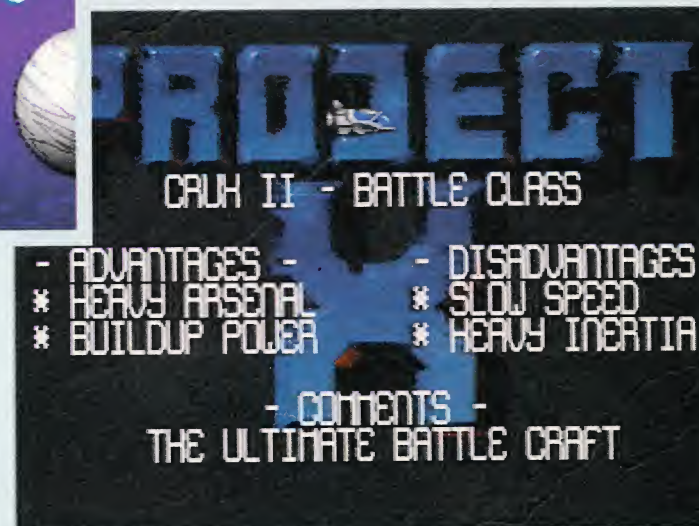 PROJECT
X
CRUX II - BATTLE CLASS
- ADVANTAGES -
* HEAVY ARSENAL
* BUILDUP POWER
- DISADVANTAGES
* SLOW SPEED
* HEAVY INERTIA
- COMMENTS -
THE ULTIMATE BATTLE CRAFT